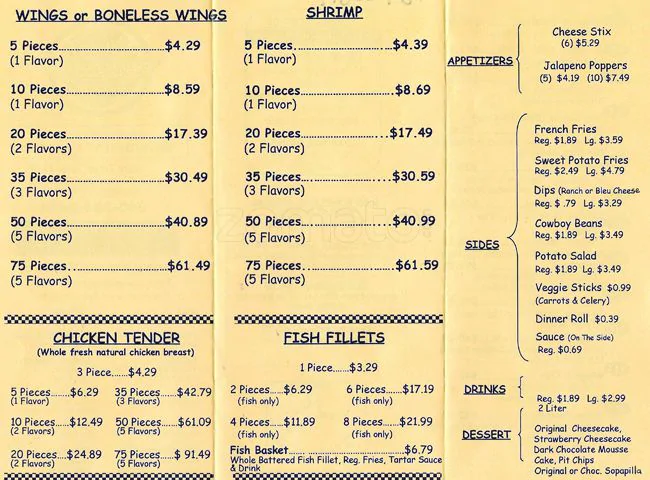 WINGS or BONELESS WINGS
5 Pieces..............................$4.29
(1 Flavor)
10 Pieces............................$8.59
(1 Flavor)
20 Pieces............................$17.39
(2 Flavors)
35 Pieces............................$30.49
(3 Flavors)
50 Pieces............................$40.89
(5 Flavors)
75 Pieces............................$61.49
(5 Flavors)
SHRIMP
5 Pieces..............................$4.39
(1 Flavor)
10 Pieces............................$8.69
(1 Flavor)
20 Pieces............................$17.49
(2 Flavors)
35 Pieces............................$30.59
(3 Flavors)
50 Pieces............................$40.99
(5 Flavors)
75 Pieces............................$61.59
(5 Flavors)
CHICKEN TENDER
(Whole fresh natural chicken breast)
3 Piece......$4.29
5 Pieces.......$6.29 35 Pieces.......$42.79
(1 Flavor) (3 Flavors)
10 Pieces......$12.49 50 Pieces......$61.09
(2 Flavors) (5 Flavors)
20 Pieces......$24.89 75 Pieces......$ 91.49
(2 Flavors) (5 Flavors)
FISH FILLETS
1 Piece......$3.29
2 Pieces.....$6.29 6 Pieces.....$17.19
(fish only) (fish only)
4 Pieces.....$11.89 8 Pieces.....$21.99
(fish only) (fish only)
Fish Basket..............................$6.79
Whole Battered Fish Fillet, Reg. Fries, Tartar Sauce
& Drink
APPETIZERS
Cheese Stix
(6) $5.29
Jalapeno Poppers
(5) $4.19 (10) $7.49
SIDES
French Fries
Reg. $1.89 Lg. $3.59
Sweet Potato Fries
Reg. $2.49 Lg. $4.79
Dips (Ranch or Bleu Cheese
Reg. $ .79 Lg. $3.29
Cowboy Beans
Reg. $1.89 Lg. $3.49
Potato Salad
Reg. $1.89 Lg. $3.49
Veggie Sticks $0.99
(Carrots & Celery)
Dinner Roll $0.39
Sauce (On The Side)
Reg. $0.69
DRINKS
Reg. $1.89 Lg. $2.99
2 Liter
DESSERT
Original Cheesecake,
Strawberry Cheesecake
Dark Chocolate Mousse
Cake, Pit Chips
Original or Choc. Sopapilla